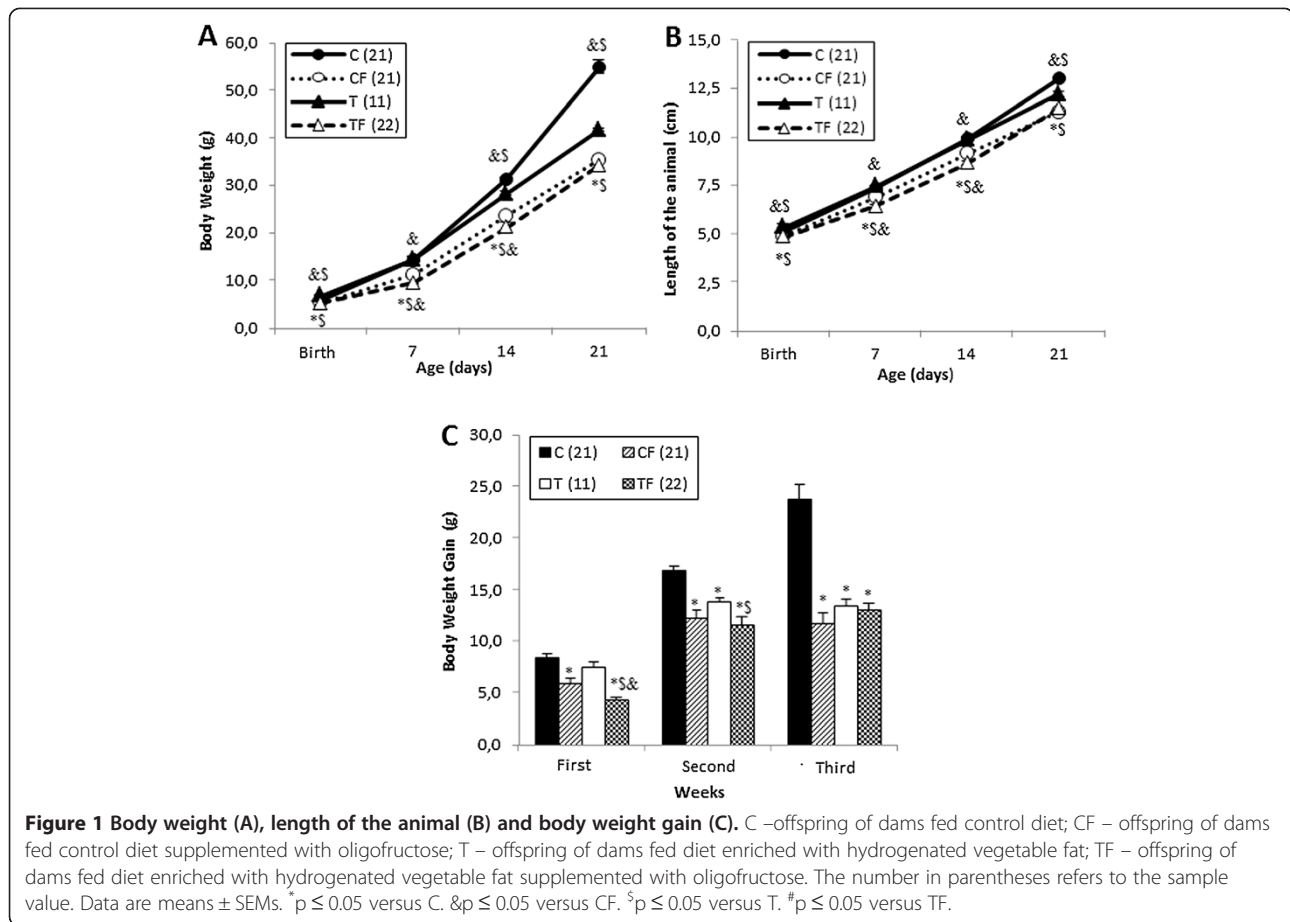 A
60,0
50,0
40,0
30,0
20,0
10,0
0,0
Body Weight (g)
C (21)
CF (21)
T (11)
TF (22)
&$
*$
&
*$&
&$
*$&
&$
*$
Birth 7 14 21
Age (days)
B
15,0
12,5
10,0
7,5
5,0
2,5
0,0
Length of the animal (cm)
C (21)
CF (21)
T (11)
TF (22)
&$
*$
&
*$&
&
*$&
&$
*$
Birth 7 14 21
Age (days)
C
30,0
25,0
20,0
15,0
10,0
5,0
0,0
Body Weight Gain (g)
C (21) CF (21)
T (11) TF (22)
* *$&
* * *$
* * *
First Second Third
Weeks
Figure 1 Body weight (A), length of the animal (B) and body weight gain (C). C –offspring of dams fed control diet; CF – offspring of dams
fed control diet supplemented with oligofructose; T – offspring of dams fed diet enriched with hydrogenated vegetable fat; TF – offspring of
dams fed diet enriched with hydrogenated vegetable fat supplemented with oligofructose. The number in parentheses refers to the sample
value. Data are means ± SEMs. *p ≤ 0.05 versus C. &p ≤ 0.05 versus CF. $p ≤ 0.05 versus T. #p ≤ 0.05 versus TF.